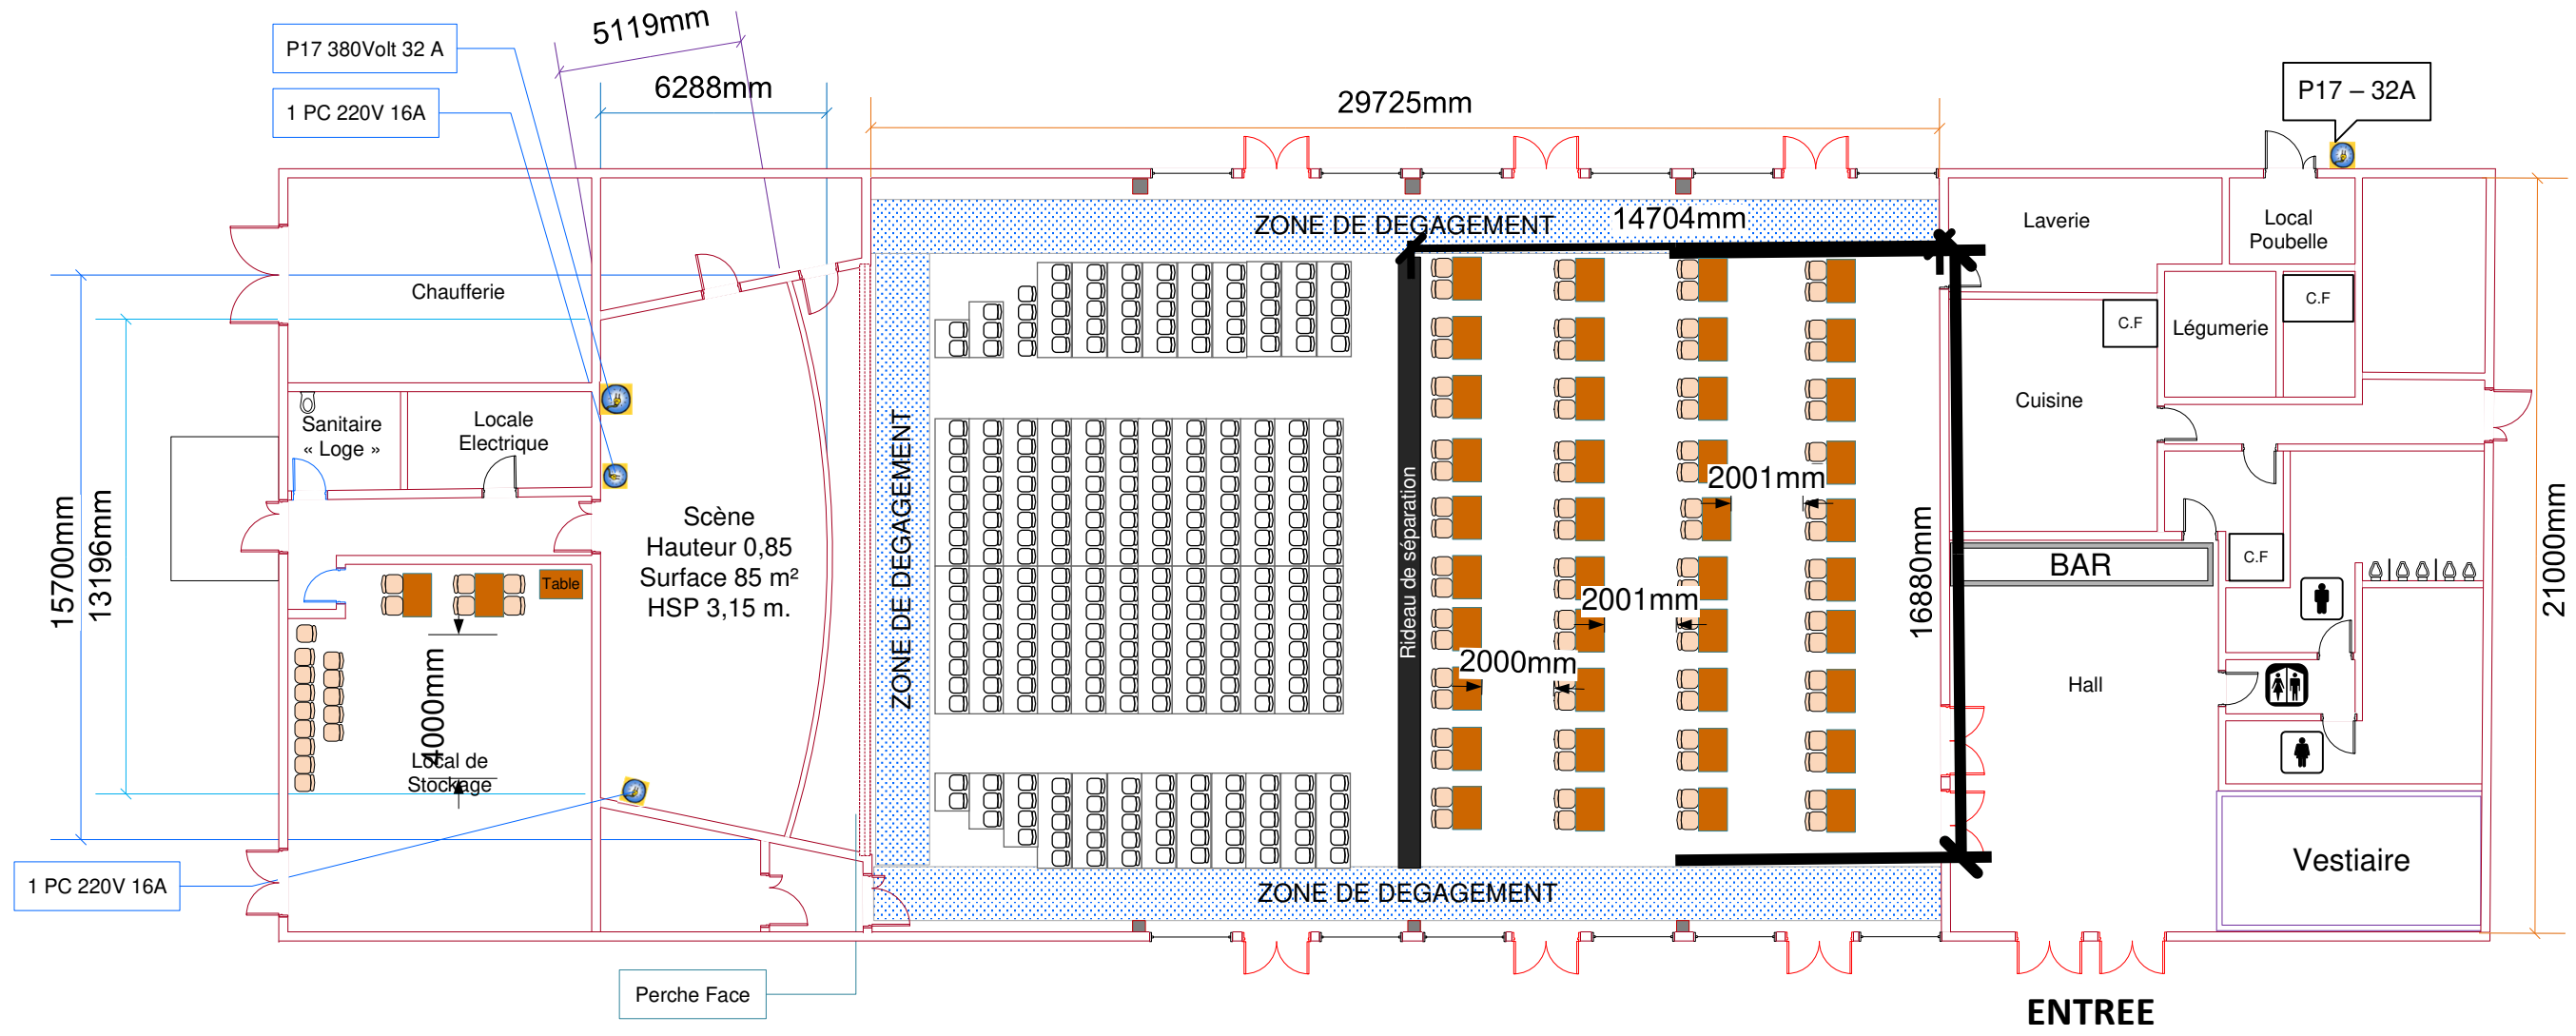 5119mm
P17 380Volt 32 A
6288mm
1 PC 220V 16A
29725mm
P17 – 32A
ZONE DE DEGAGEMENT
14704mm
Laverie
Local
Poubelle
Chaufferie
C.F
C.F
Légumerie
Cuisine
Sanitaire
« Loge »
Locale
Electrique
ZONE DE DEGAGEMENT
Rideau de séparation
2001mm
15700mm
13196mm
Scène
Hauteur 0,85
Surface 85 m²
HSP 3,15 m.
16880mm
21000mm
BAR
C.F
Table
2001mm
2000mm
4000mm
Hall
Local de
Stockage
1 PC 220V 16A
ZONE DE DEGAGEMENT
Vestiaire
Perche Face
ENTREE